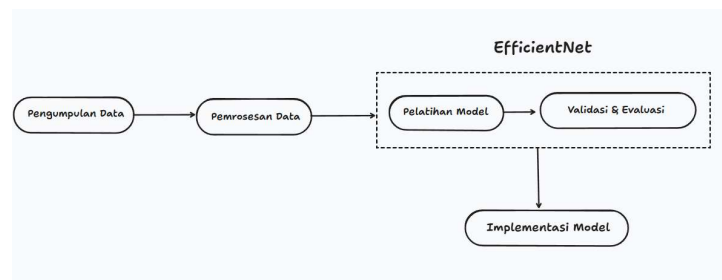 EfficientNet
Pengumpulan Data
Pemrosesan Data
Pelatihan Model
Validasi & Evaluasi
Implementasi Model